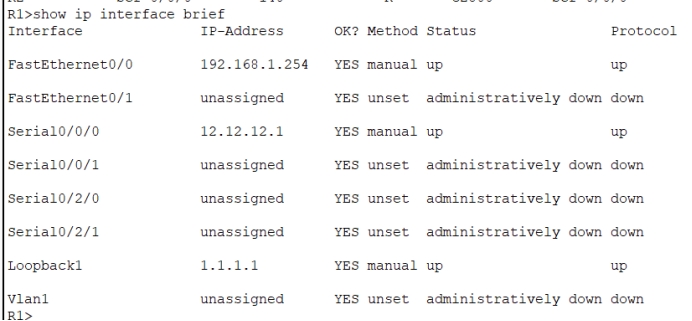 R1>show ip interface brief
Interface IP-Address OK? Method Status Protocol
FastEthernet0/0 192.168.1.254 YES manual up up
FastEthernet0/1 unassigned YES unset administratively down down
Serial0/0/0 12.12.12.1 YES manual up up
Serial0/0/1 unassigned YES unset administratively down down
Serial0/2/0 unassigned YES unset administratively down down
Serial0/2/1 unassigned YES unset administratively down down
Loopback1 1.1.1.1 YES manual up up
Vlan1 unassigned YES unset administratively down down
R1>